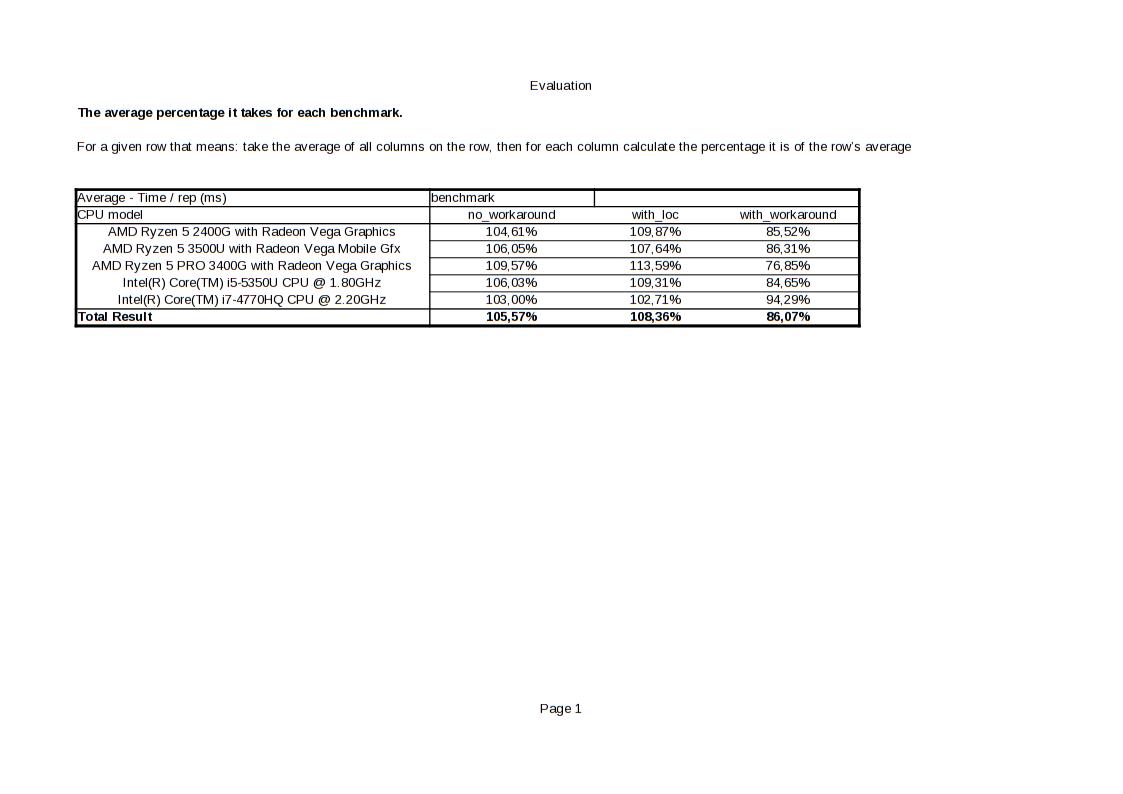 Evaluation
The average percentage it takes for each benchmark.
For a given row that means: take the average of all columns on the row, then for each column calculate the percentage it is of the row's average
Average - Time / rep (ms) benchmark
CPU model no_workaround with_loc with_workaround
AMD Ryzen 5 2400G with Radeon Vega Graphics 104,61% 109,87% 85,52%
AMD Ryzen 5 3500U with Radeon Vega Mobile Gfx 106,05% 107,64% 86,31%
AMD Ryzen 5 PRO 3400G with Radeon Vega Graphics 109,57% 113,59% 76,85%
Intel(R) Core(TM) i5-5350U CPU @ 1.80GHz 106,03% 109,31% 84,65%
Intel(R) Core(TM) i7-4770HQ CPU @ 2.20GHz 103,00% 102,71% 94,29%
Total Result 105,57% 108,36% 86,07%
Page 1